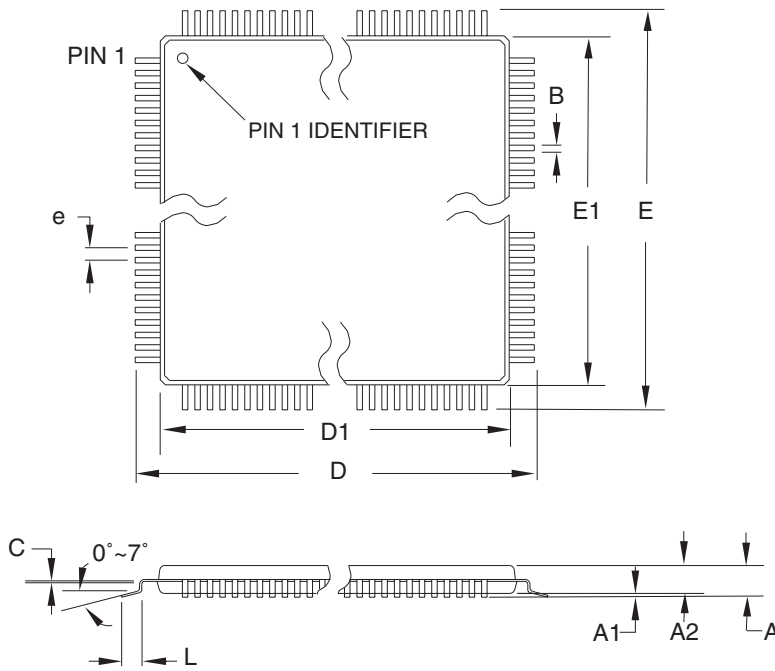 PIN 1
PIN 1 IDENTIFIER
B
e
E1
E
D1
D
C
0°~7°
L
A1
A2
A